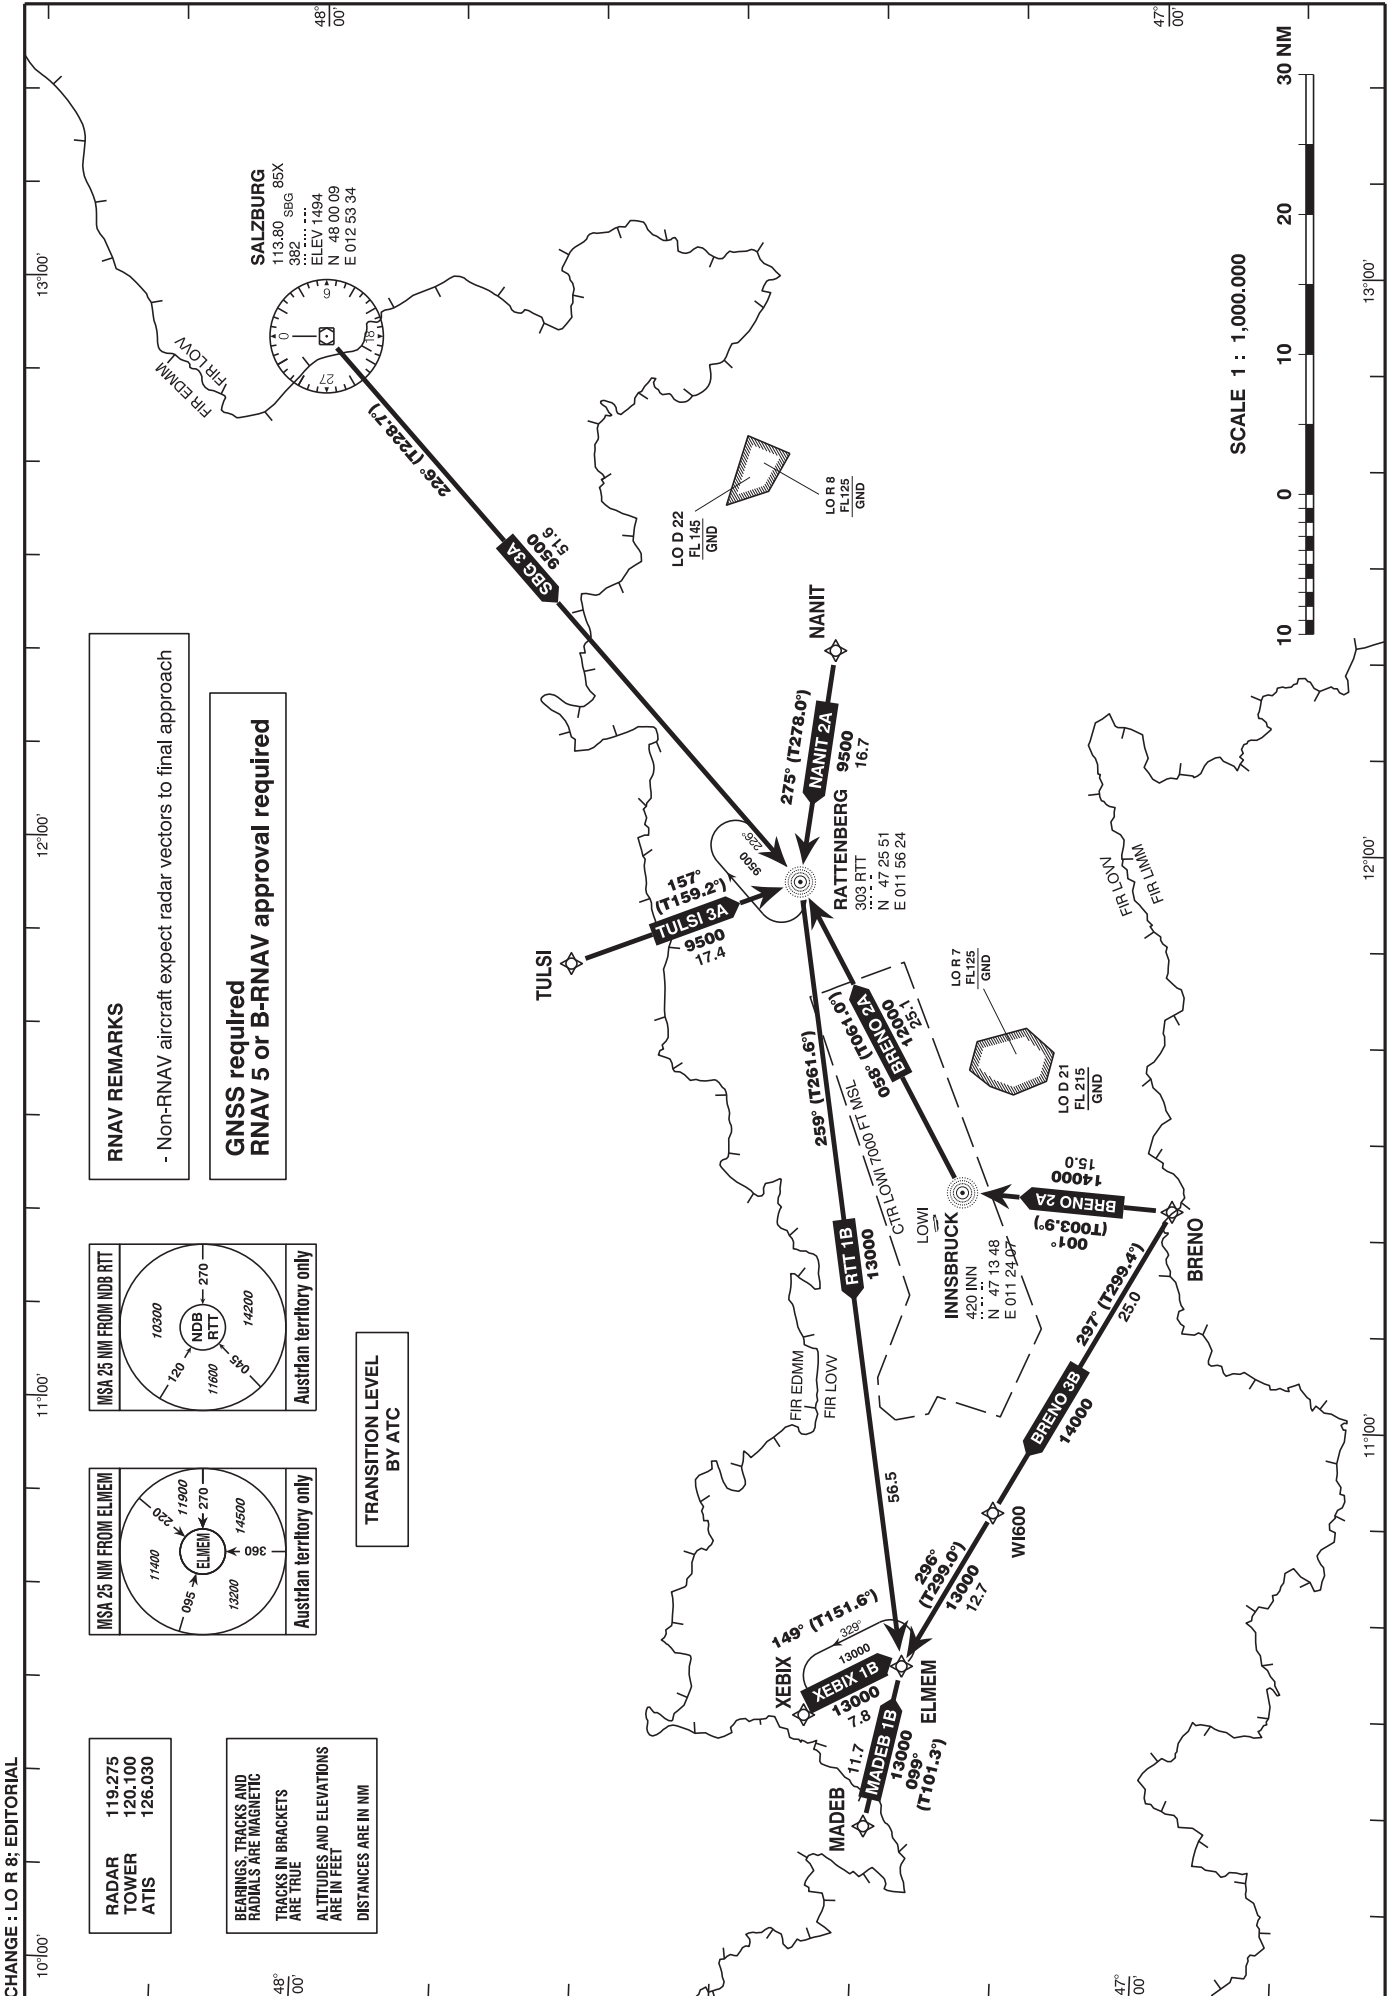 CHANGE : LO R 8; EDITORIAL
RADAR 119.275
TOWER 120.100
ATIS 126.030
BEARINGS, TRACKS AND
RADIALS ARE MAGNETIC
TRACKS IN BRACKETS
ARE TRUE
ALTITUDES AND ELEVATIONS
ARE IN FEET
DISTANCES ARE IN NM
MSA 25 NM FROM ELMEM
11400
220
11900
095
ELMEM
270
13200
360
14500
Austrian territory only
MSA 25 NM FROM NDB RTT
10300
120
NDB
RTT
270
11600
045
14200
Austrian territory only
TRANSITION LEVEL
BY ATC
RNAV REMARKS
- Non-RNAV aircraft expect radar vectors to final approach
GNSS required
RNAV 5 or B-RNAV approval required
10°00'
11°00'
12°00'
13°00'
48°
00'
48°
00'
47°
00'
47°
00'
11°00'
12°00'
13°00'
FIR EDMM
FIR LOVV
SALZBURG
113.80 SBG 85X
382
ELEV 1494
N 48 00 09
E 012 53 34
0
6
18
27
226° (T228.7°)
SBG 3A
9500
51.6
TULSI
157°
(T159.2°)
TULSI 3A
9500
17.4
226°
9500
NANIT
275° (T278.0°)
NANIT 2A
9500
16.7
RATTENBERG
303 RTT
N 47 25 51
E 011 56 24
LO D 22
FL 145
GND
LO R 8
FL125
GND
LO R 7
FL125
GND
LO D 21
FL 215
GND
259° (T261.6°)
RTT 1B
13000
56.5
CTR LOWI 7000 FT MSL
058° (T061.0°)
BRENO 2A
12000
25.1
LOWI
INNSBRUCK
420 INN
N 47 13 48
E 011 24 07
001°
(T003.9°)
BRENO 2A
14000
15.0
BRENO
297° (T299.4°)
25.0
BRENO 3B
14000
WI600
296°
(T299.0°)
13000
12.7
FIR EDMM
FIR LOVV
FIR LOVV
FIR LIMM
XEBIX
149° (T151.6°)
329°
13000
XEBIX 1B
13000
7.8
ELMEM
MADEB
11.7
MADEB 1B
13000
099°
(T101.3°)
SCALE 1 : 1,000.000
10 0 10 20 30 NM